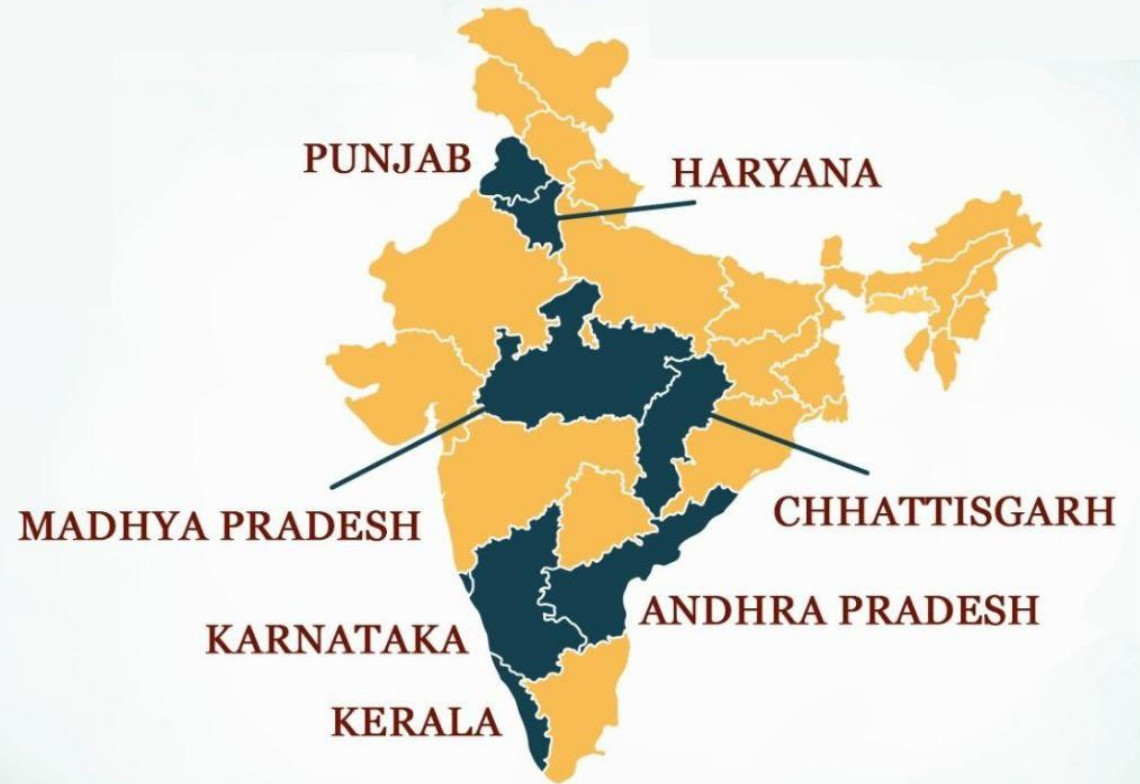 PUNJAB
HARYANA
MADHYA PRADESH
CHHATTISGARH
ANDHRA PRADESH
KARNATAKA
KERALA